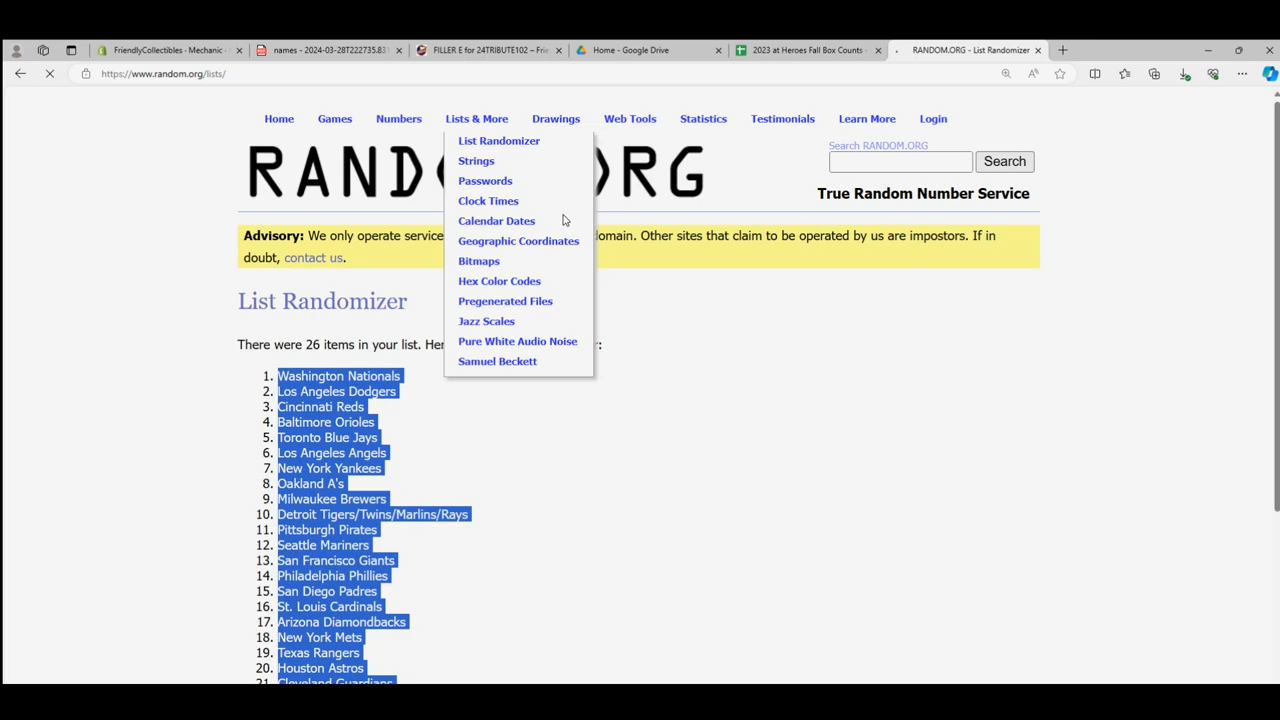 FriendlyCollectibles - Mechanic -
names - 2024-03-28T222735.831
FILLER E for 24TRIBUTE102 – Frie
Home - Google Drive
2023 at Heroes Fall Box Counts -
RANDOM.ORG - List Randomizer
https://www.random.org/lists/
Home Games Numbers Lists & More Drawings Web Tools Statistics Testimonials Learn More Login
List Randomizer
Strings
Passwords
Clock Times
Calendar Dates
Geographic Coordinates
Bitmaps
Hex Color Codes
Pregenerated Files
Jazz Scales
Pure White Audio Noise
Samuel Beckett
Search RANDOM.ORG
Search
True Random Number Service
Advisory: We only operate service omain. Other sites that claim to be operated by us are impostors. If in
doubt, contact us.
List Randomizer
There were 26 items in your list. Her r:
1. Washington Nationals
2. Los Angeles Dodgers
3. Cincinnati Reds
4. Baltimore Orioles
5. Toronto Blue Jays
6. Los Angeles Angels
7. New York Yankees
8. Oakland A's
9. Milwaukee Brewers
10. Detroit Tigers/Twins/Marlins/Rays
11. Pittsburgh Pirates
12. Seattle Mariners
13. San Francisco Giants
14. Philadelphia Phillies
15. San Diego Padres
16. St. Louis Cardinals
17. Arizona Diamondbacks
18. New York Mets
19. Texas Rangers
20. Houston Astros
21. Cleveland Guardians